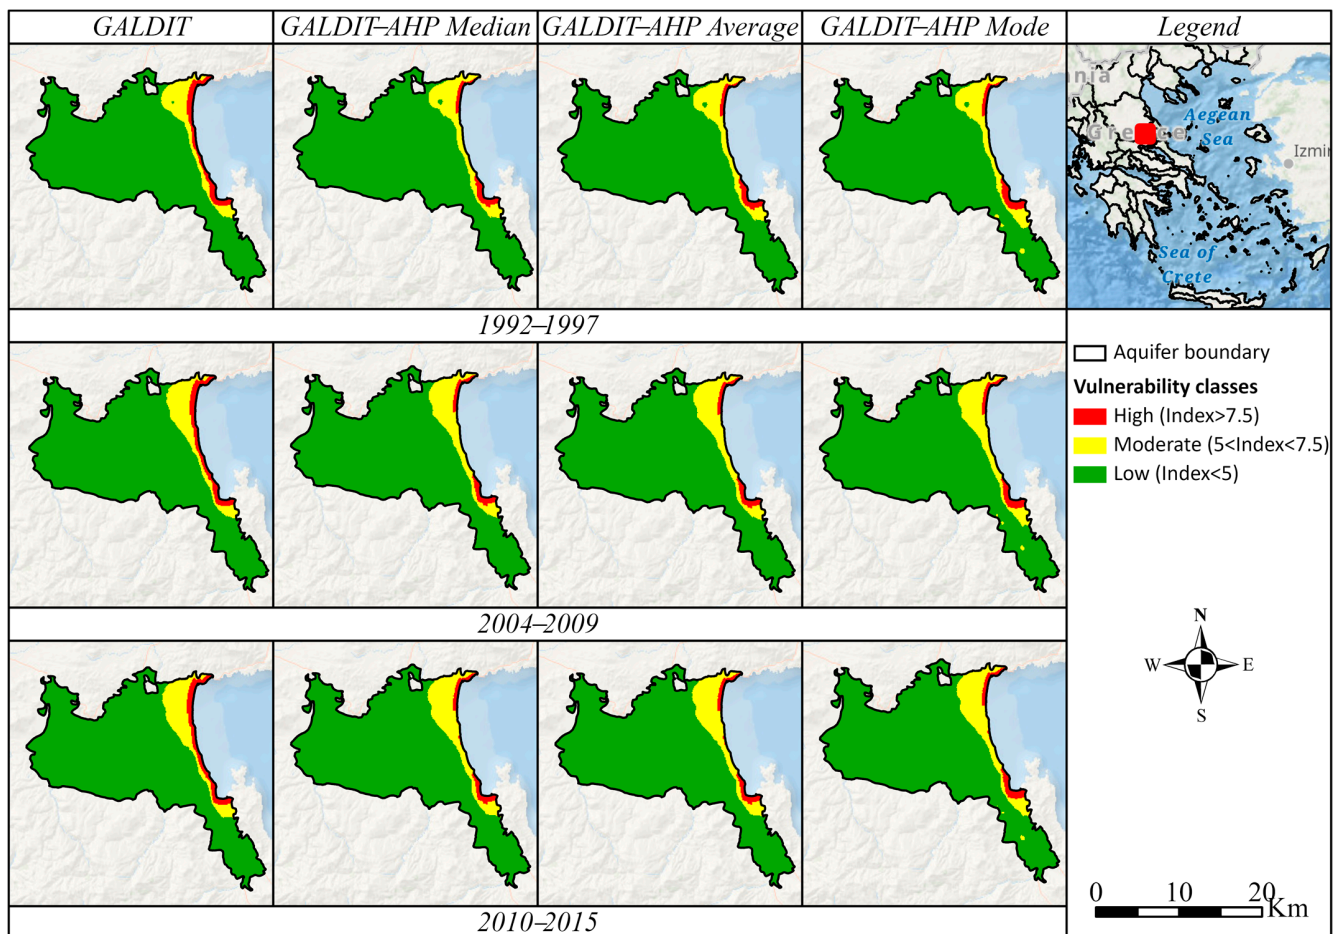 GALDIT
GALDIT–AHP Median
GALDIT–AHP Average
GALDIT–AHP Mode
Legend
nia
Greece
Aegean
Sea
Izmir
Sea of
Crete
1992–1997
Aquifer boundary
Vulnerability classes
High (Index>7.5)
Moderate (5<Index<7.5)
Low (Index<5)
2004–2009
N
W
E
S
2010–2015
0
10
20
Km